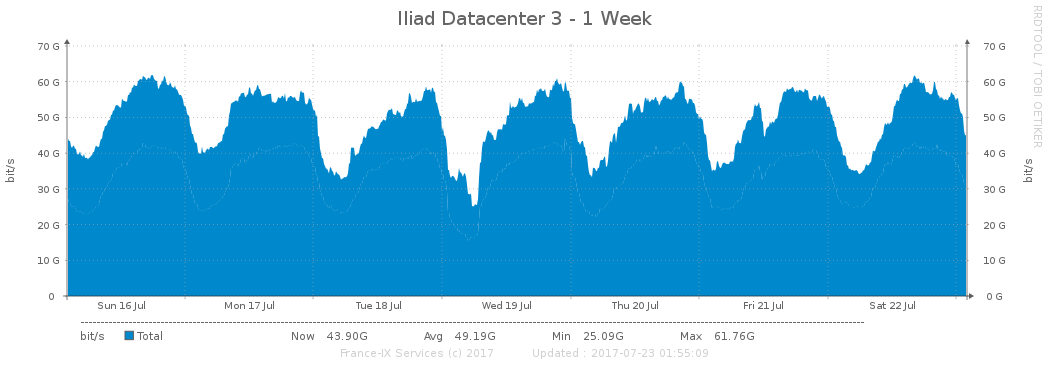 Iliad Datacenter 3 - 1 Week
RRDTOOL / TOBI OETIKER
70 G 70 G
60 G 60 G
50 G 50 G
40 G 40 G
30 G 30 G
20 G 20 G
10 G 10 G
0 0 G
bit/s
bit/s
Sun 16 Jul Mon 17 Jul Tue 18 Jul Wed 19 Jul Thu 20 Jul Fri 21 Jul Sat 22 Jul
bit/s Total Now 43.90G Avg 49.19G Min 25.09G Max 61.76G
France-IX Services (c) 2017 Updated : 2017-07-23 01:55:09